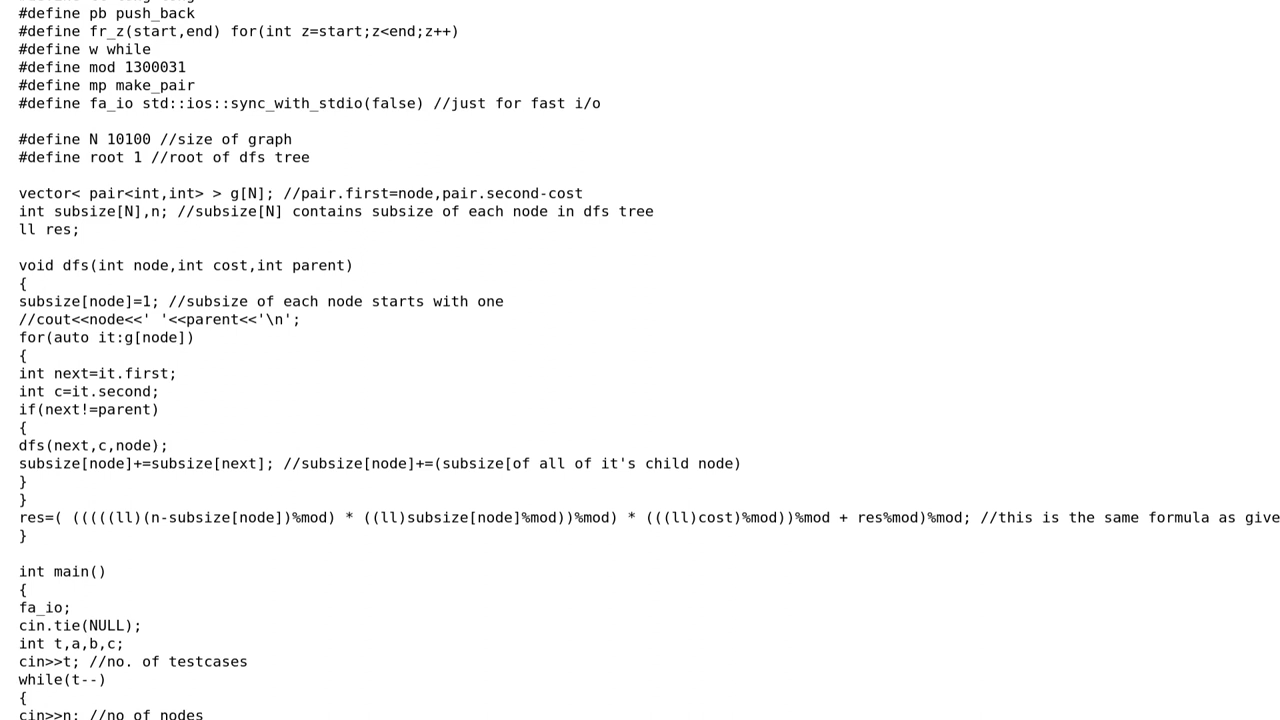 #define pb push_back
#define fr_z(start,end) for(int z=start;z<end;z++)
#define w while
#define mod 1300031
#define mp make_pair
#define fa_io std::ios::sync_with_stdio(false) //just for fast i/o
#define N 10100 //size of graph
#define root 1 //root of dfs tree
vector< pair<int,int> > g[N]; //pair.first=node,pair.second-cost
int subsize[N],n; //subsize[N] contains subsize of each node in dfs tree
ll res;
void dfs(int node,int cost,int parent)
{
subsize[node]=1; //subsize of each node starts with one
//cout<<node<<' '<<parent<<'\n';
for(auto it:g[node])
{
int next=it.first;
int c=it.second;
if(next!=parent)
{
dfs(next,c,node);
subsize[node]+=subsize[next]; //subsize[node]+=(subsize[of all of it's child node)
}
}
res=( (((((ll)(n-subsize[node])%mod) * ((ll)subsize[node]%mod))%mod) * (((ll)cost)%mod))%mod + res%mod)%mod; //this is the same formula as give
}
int main()
{
fa_io;
cin.tie(NULL);
int t,a,b,c;
cin>>t; //no. of testcases
while(t--)
{
cin>>n; //no of nodes